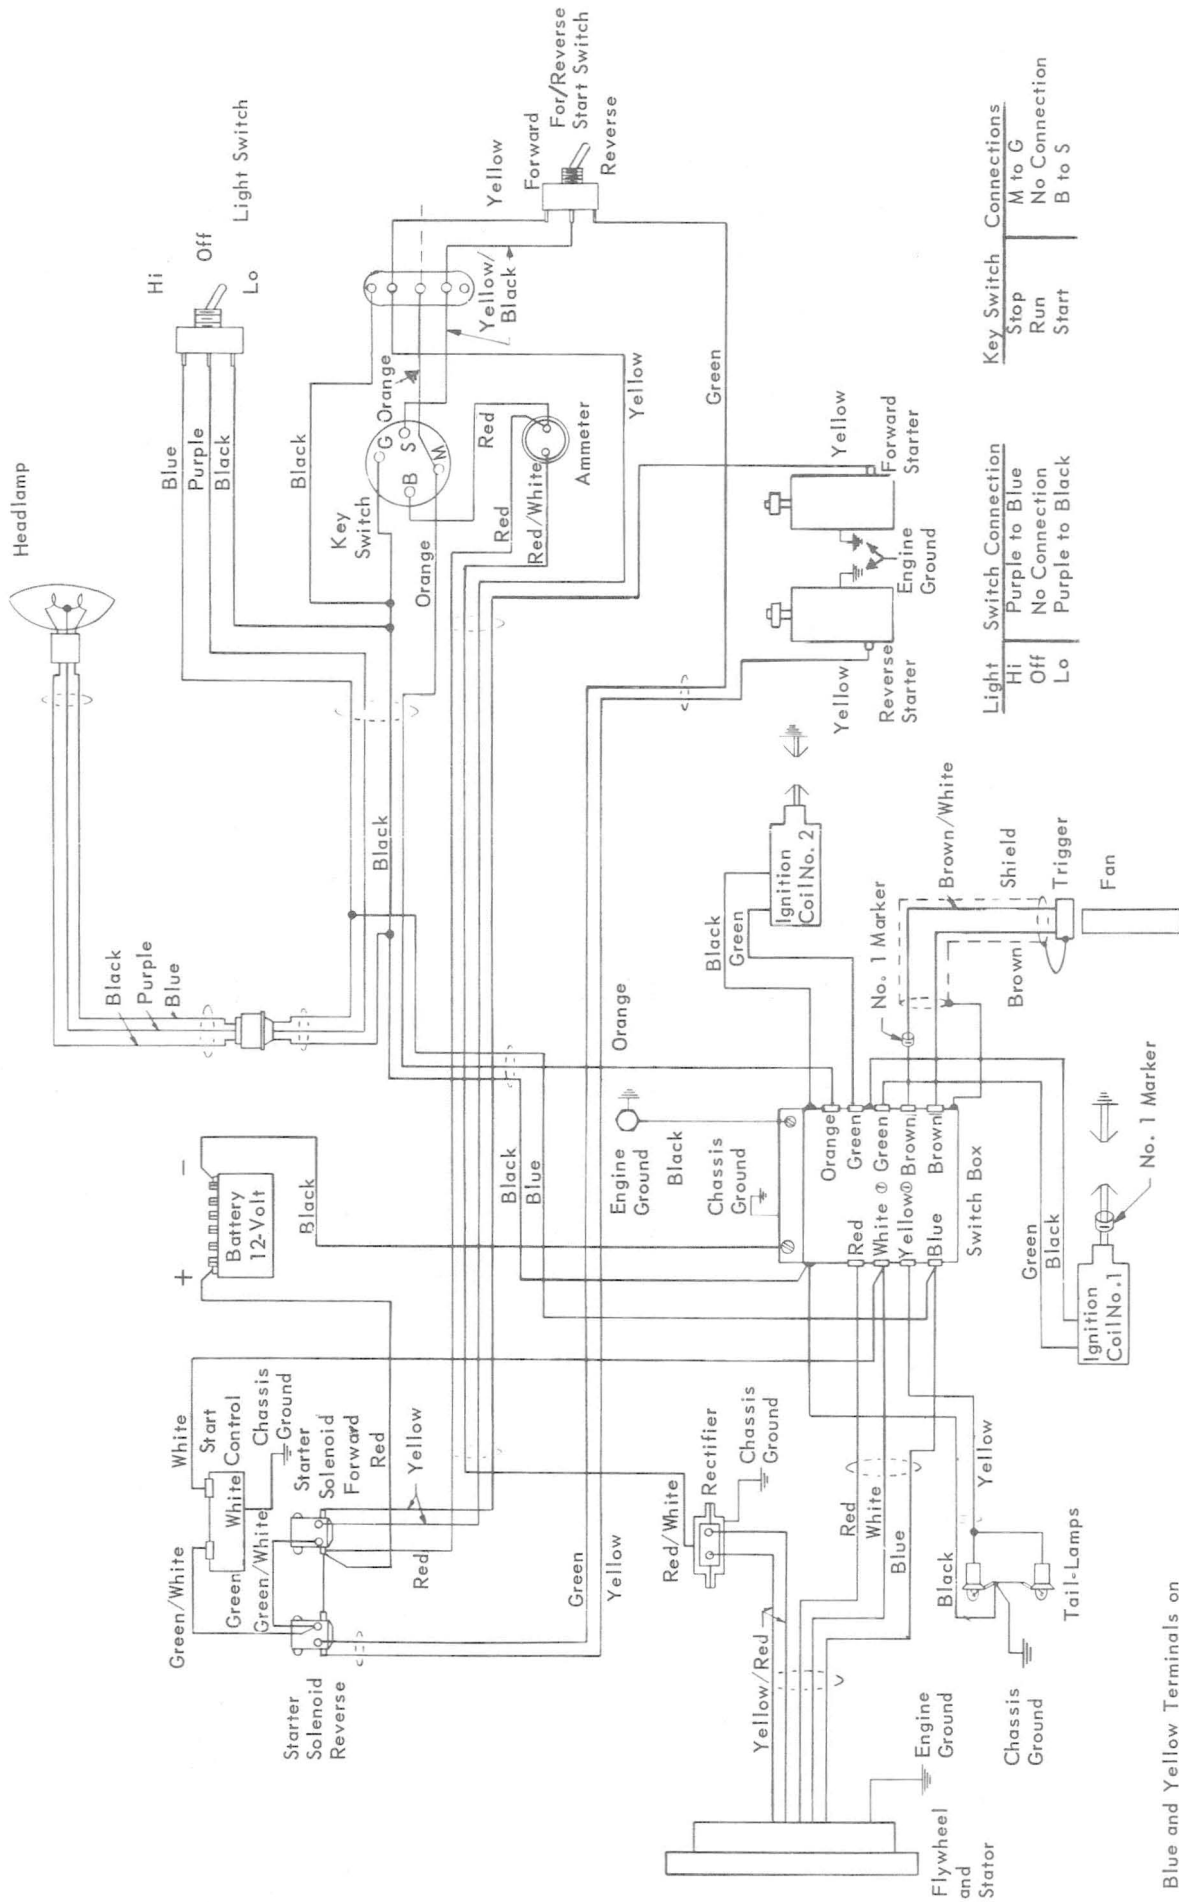 Headlamp
Hi
Off
Lo
Light Switch
Blue
Purple
Black
Black
Purple
Blue
Black
Key
Switch
G
S
B
M
Orange
Orange
Black
Yellow/
Black
Yellow
Forward
For/Reverse
Start Switch
Reverse
Red
Red
Red/White
Ammeter
Yellow
Green
Battery
12-Volt
+
-
Black
Black
Blue
White
Start
Control
Green/White
Green
White
Green/White
Chassis
Ground
Starter
Solenoid
Forward
Red
Yellow
Red
Starter
Solenoid
Reverse
Green
Yellow
Orange
Engine
Ground
Black
Chassis
Ground
Yellow
Reverse
Starter
Engine
Ground
Yellow
Forward
Starter
Black
Green
Ignition
Coil No. 2
No. 1 Marker
Brown/White
Shield
Trigger
Fan
Brown
Orange
Green
Green
Brown
Brown
Red
White
Yellow
Blue
Switch Box
Red/White
Rectifier
Chassis
Ground
Yellow/Red
Red
White
Blue
Black
Yellow
Tail-Lamps
Chassis
Ground
Engine
Ground
Flywheel
and
Stator
Green
Black
Ignition
Coil No. 1
No. 1 Marker
Light Switch Connection
Hi Purple to Blue
Off No Connection
Lo Purple to Black
Key Switch Connections
Stop M to G
Run No Connection
Start B to S
Blue and Yellow Terminals on